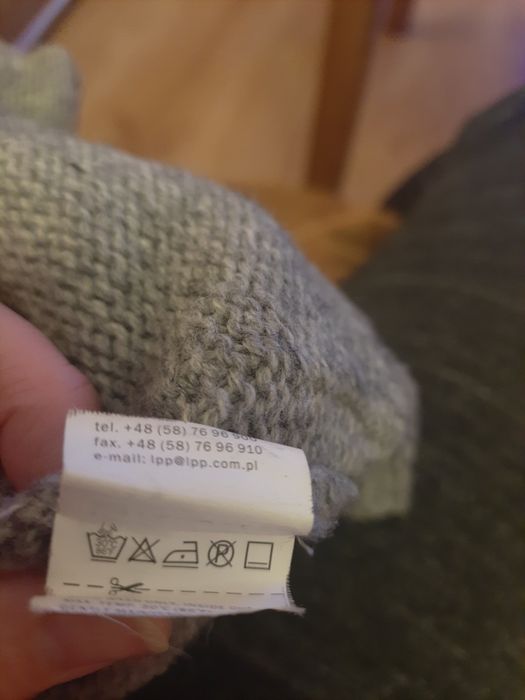 tel. +48 (58) 76 96
fax. +48 (58) 76 96 910
e-mail: lpp@lpp.com.pl
P